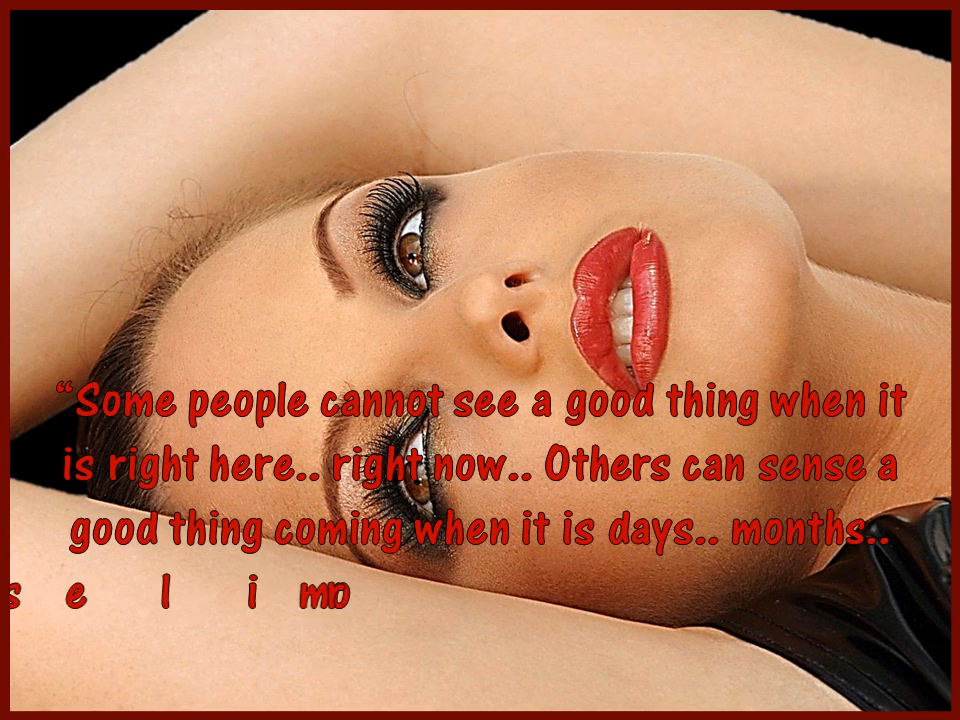 “Some people cannot see a good thing when it
is right here.. right now.. Others can sense a
good thing coming when it is days.. months..